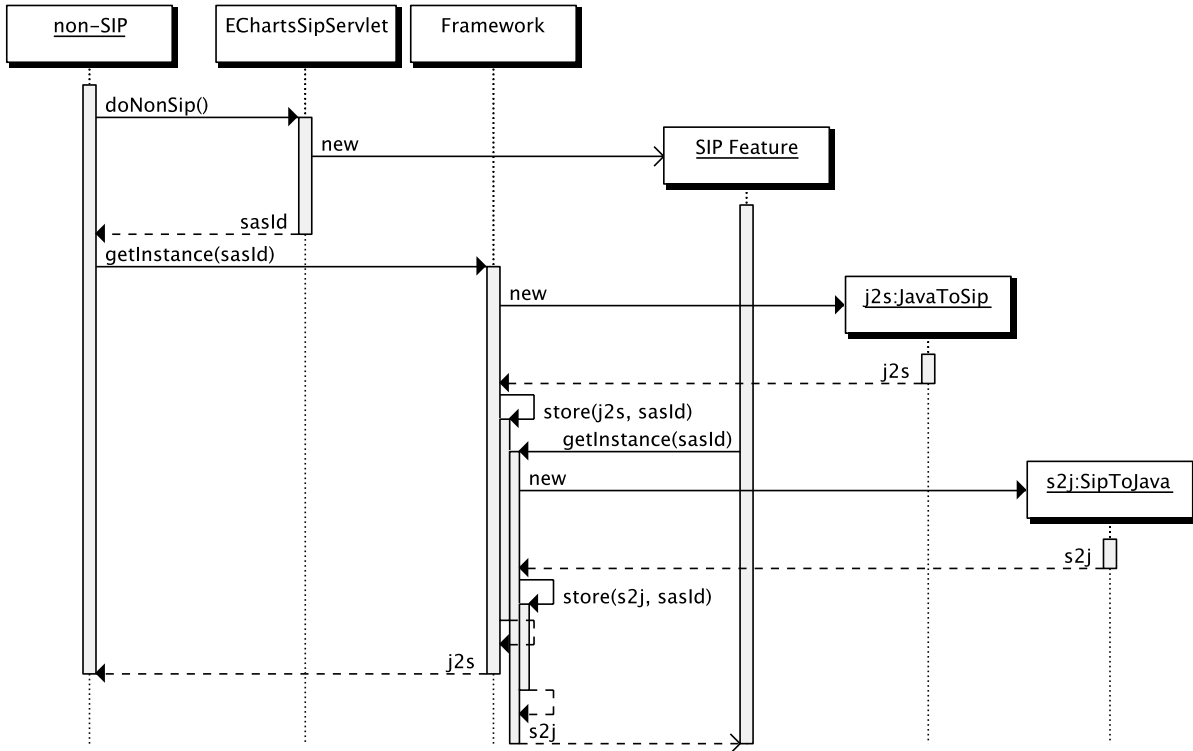 non-SIP
EChartsSipServlet
Framework
doNonSip()
new
SIP Feature
sasId
getInstance(sasId)
new
j2s:JavaToSip
j2s
store(j2s, sasId)
getInstance(sasId)
new
s2j:SipToJava
s2j
store(s2j, sasId)
j2s
s2j